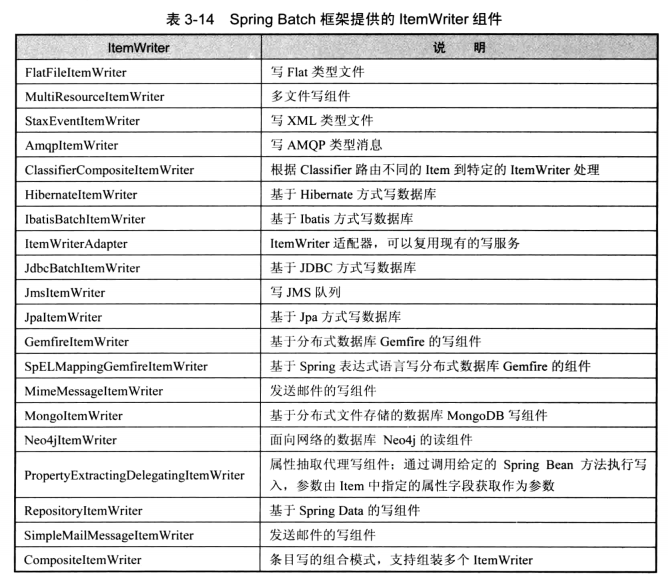 表 3-14 Spring Batch 框架提供的 ItemWriter 组件
ItemWriter 说 明
FlatFileItemWriter 写 Flat 类型文件
MultiResourceItemWriter 多文件写组件
StaxEventItemWriter 写 XML 类型文件
AmqpItemWriter 写 AMQP 类型消息
ClassifierCompositeItemWriter 根据 Classifier 路由不同的 Item 到特定的 ItemWriter 处理
HibernateItemWriter 基于 Hibernate 方式写数据库
IbatisBatchItemWriter 基于 Ibatis 方式写数据库
ItemWriterAdapter ItemWriter 适配器，可以复用现有的写服务
JdbcBatchItemWriter 基于 JDBC 方式写数据库
JmsItemWriter 写 JMS 队列
JpaItemWriter 基于 Jpa 方式写数据库
GemfireItemWriter 基于分布式数据库 Gemfire 的写组件
SpELMappingGemfireItemWriter 基于 Spring 表达式语言写分布式数据库 Gemfire 的组件
MimeMessageItemWriter 发送邮件的写组件
MongoItemWriter 基于分布式文件存储的数据库 MongoDB 写组件
Neo4jItemWriter 面向网络的数据库 Neo4j 的读组件
PropertyExtractingDelegatingItemWriter 属性抽取代理写组件；通过调用给定的 Spring Bean 方法执行写
入，参数由 Item 中指定的属性字段获取作为参数
RepositoryItemWriter 基于 Spring Data 的写组件
SimpleMailMessageItemWriter 发送邮件的写组件
CompositeItemWriter 条目写的组合模式，支持组装多个 ItemWriter